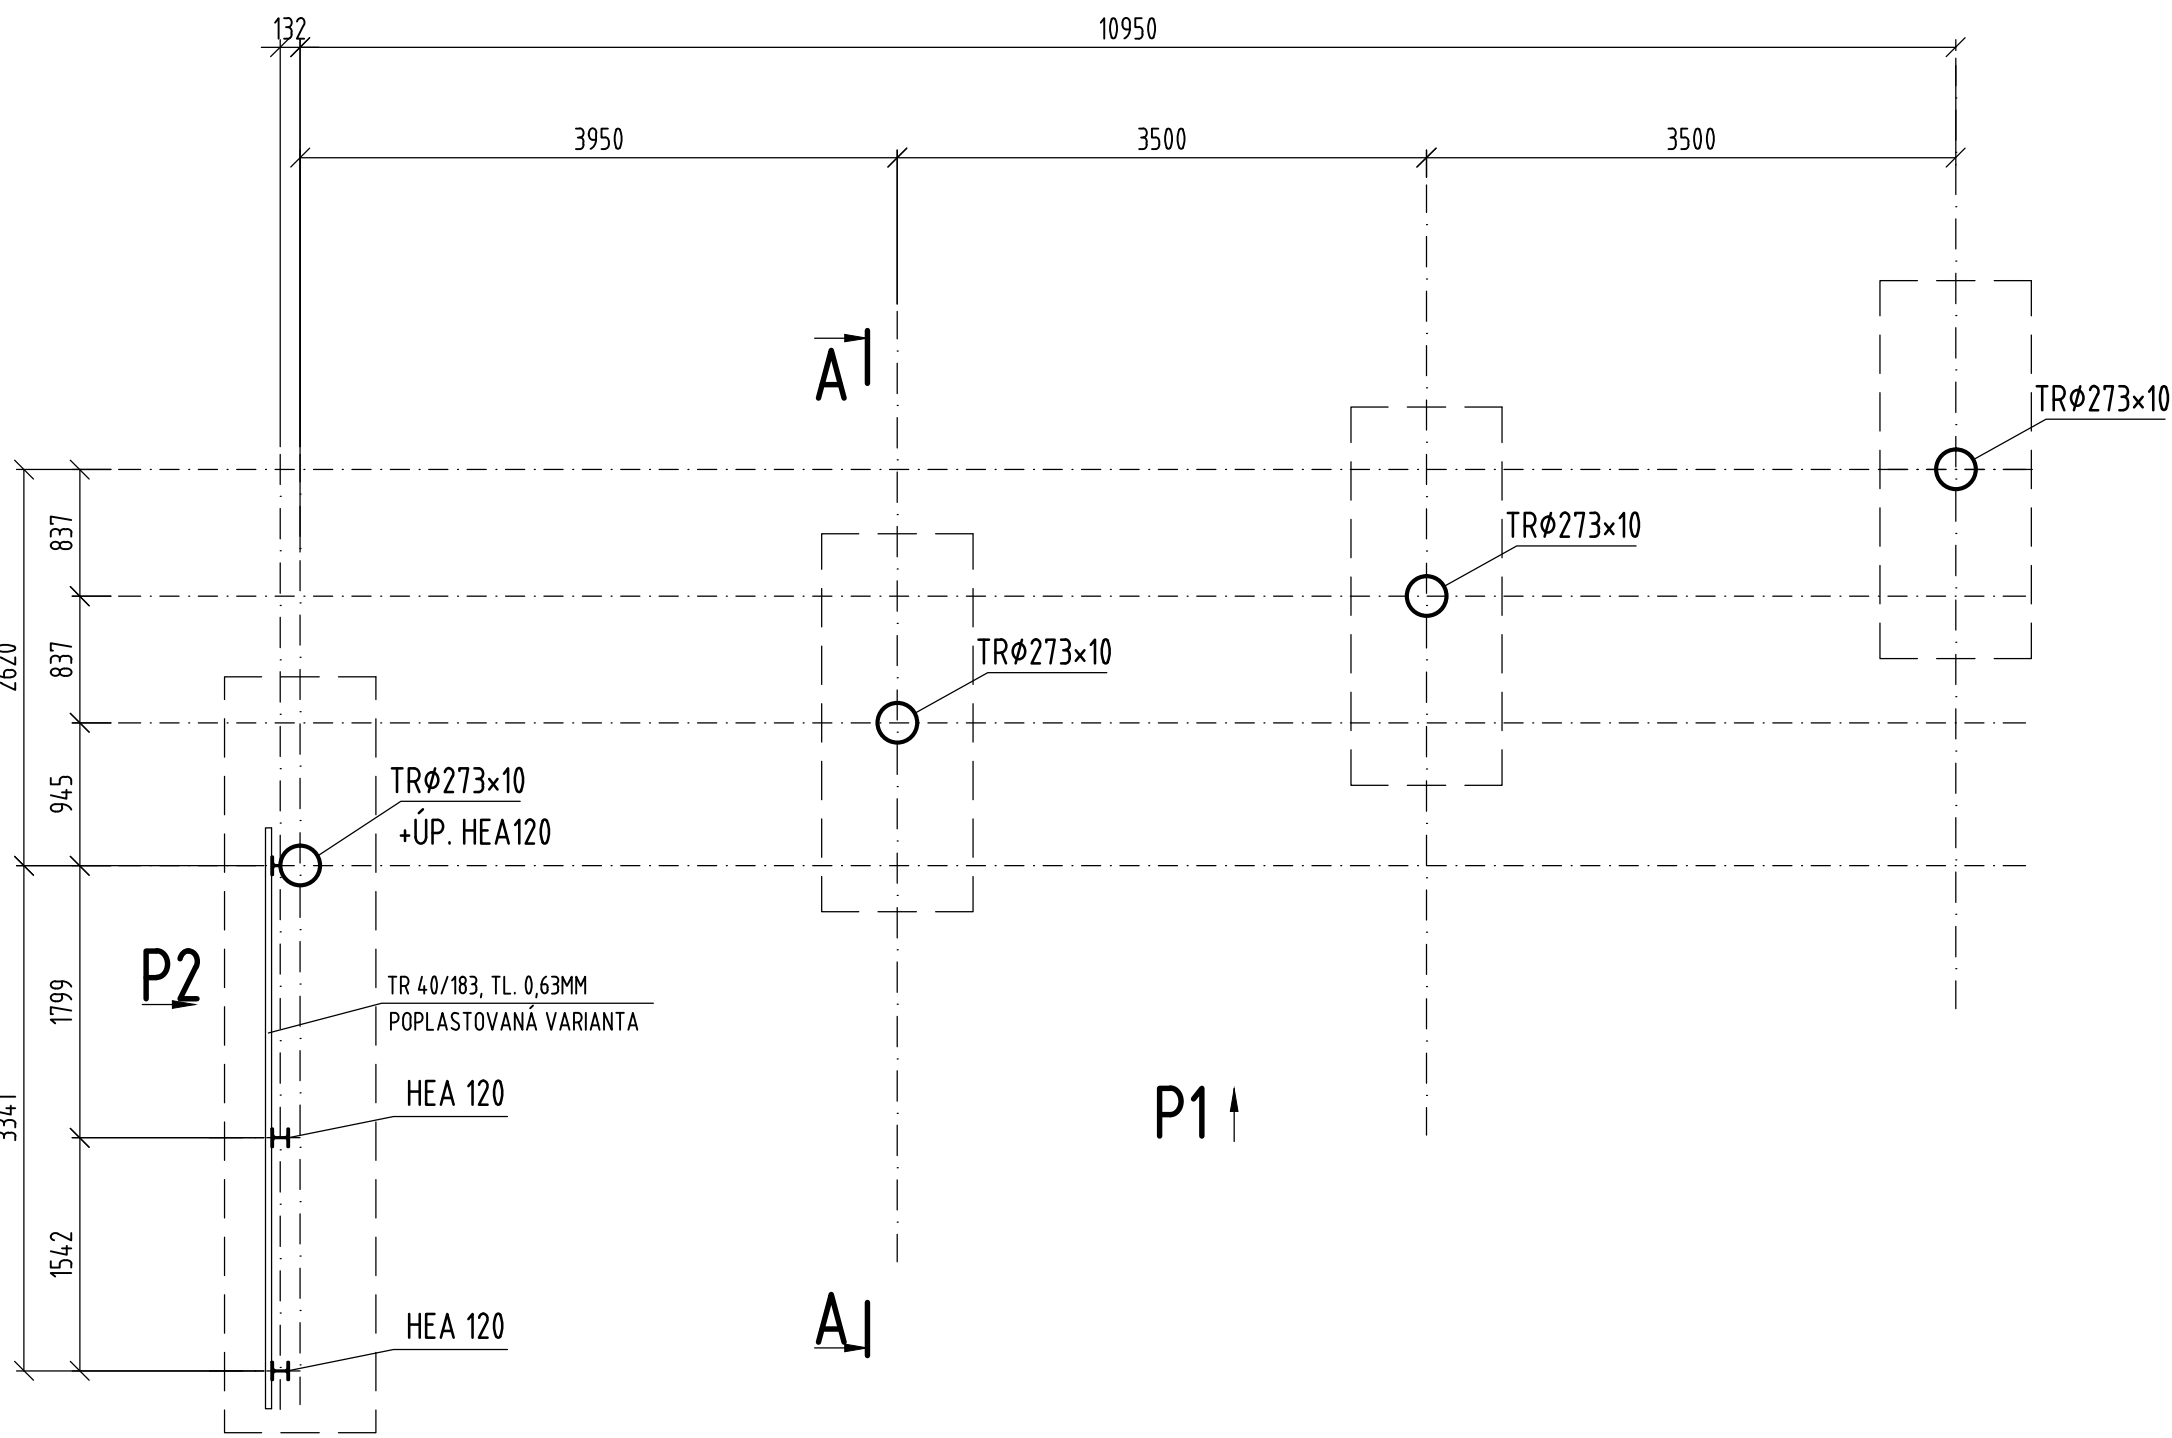 132
10950
3950
3500
3500
A
TRØ273×10
837
TRØ273×10
2620
837
TRØ273×10
945
TRØ273×10
+ÚP. HEA120
P2
1799
TR 40/183, TL. 0,63MM
POPLASTOVANÁ VARIANTA
HEA 120
3341
P1
1542
A
HEA 120